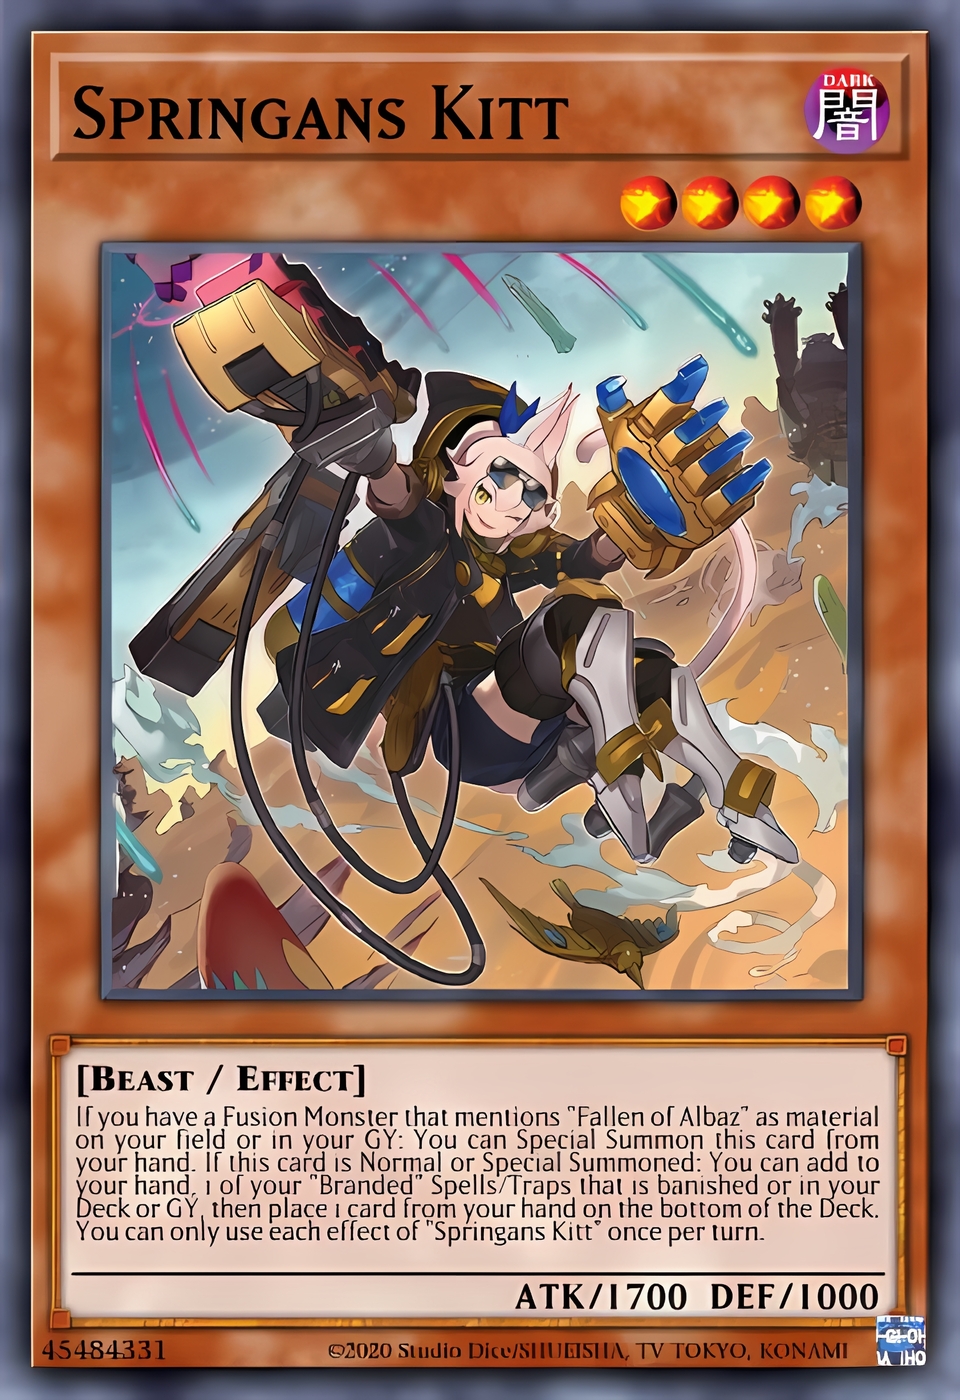 Springans Kitt
DARK
闇
[Beast / Effect]
If you have a Fusion Monster that mentions "Fallen of Albaz" as material
on your field or in your GY: You can Special Summon this card from
your hand. If this card is Normal or Special Summoned: You can add to
your hand, 1 of your "Branded" Spells/Traps that is banished or in your
Deck or GY, then place 1 card from your hand on the bottom of the Deck.
You can only use each effect of "Springans Kitt" once per turn.
ATK/1700 DEF/1000
45484331 ©2020 Studio Dice/SHUEISHA, TV TOKYO, KONAMI